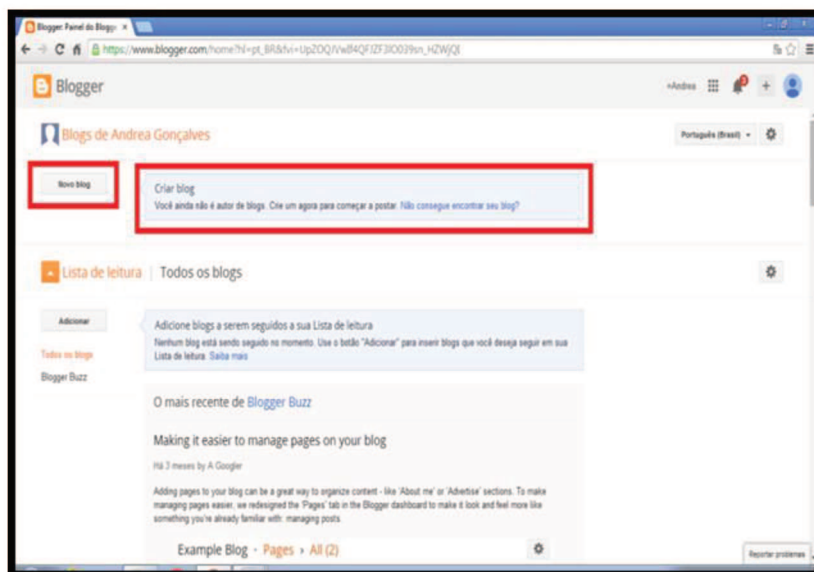 Blogger: Painel do Blogg ×
https://www.blogger.com/home?hl=pt_BR
Blogger
+Andrea
Blogs de Andrea Gonçalves
Português (Brasil)
Novo blog
Criar blog
Você ainda não é autor de blogs. Crie um agora para começar a postar. Não consegue encontrar seu blog?
Lista de leitura | Todos os blogs
Adicionar
Todos os blogs
Blogger Buzz
Adicione blogs a serem seguidos a sua Lista de leitura
Nenhum blog está sendo seguido no momento. Use o botão "Adicionar" para inserir blogs que você deseja seguir em sua
Lista de leitura. Saiba mais
O mais recente de Blogger Buzz
Making it easier to manage pages on your blog
Há 3 meses by A Googler
Adding pages to your blog can be a great way to organize content - like 'About me' or 'Advertise' sections. To make
managing pages easier, we redesigned the 'Pages' tab in the Blogger dashboard to make it look and feel more like
something you're already familiar with: managing posts.
Example Blog · Pages › All (2)
Reportar problemas